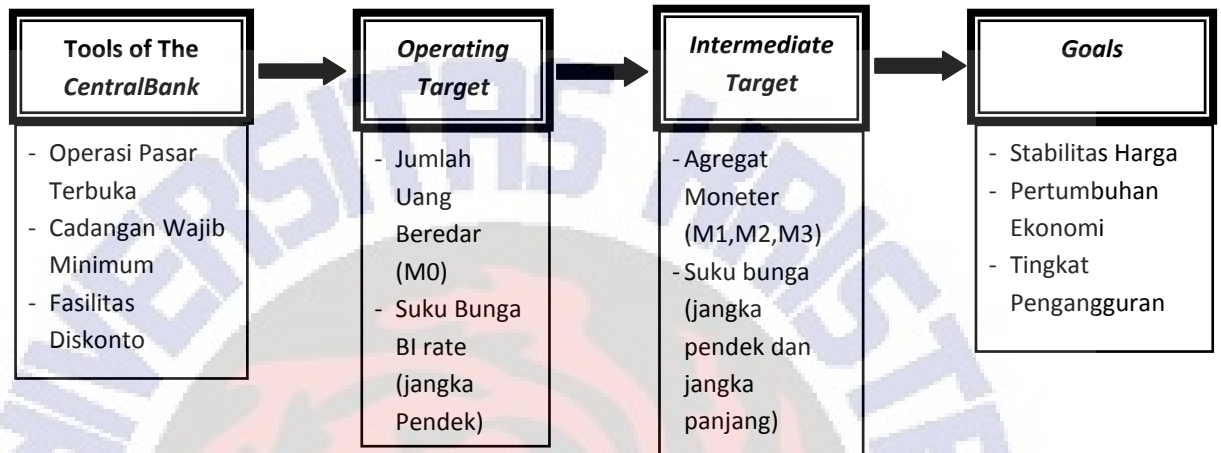 Tools of The
CentralBank
- Operasi Pasar
Terbuka
- Cadangan Wajib
Minimum
- Fasilitas
Diskonto
Operating
Target
- Jumlah
Uang
Beredar
(M0)
- Suku Bunga
BI rate
(jangka
Pendek)
Intermediate
Target
- Agregat
Moneter
(M1,M2,M3)
- Suku bunga
(jangka
pendek dan
jangka
panjang)
Goals
- Stabilitas Harga
- Pertumbuhan
Ekonomi
- Tingkat
Pengangguran